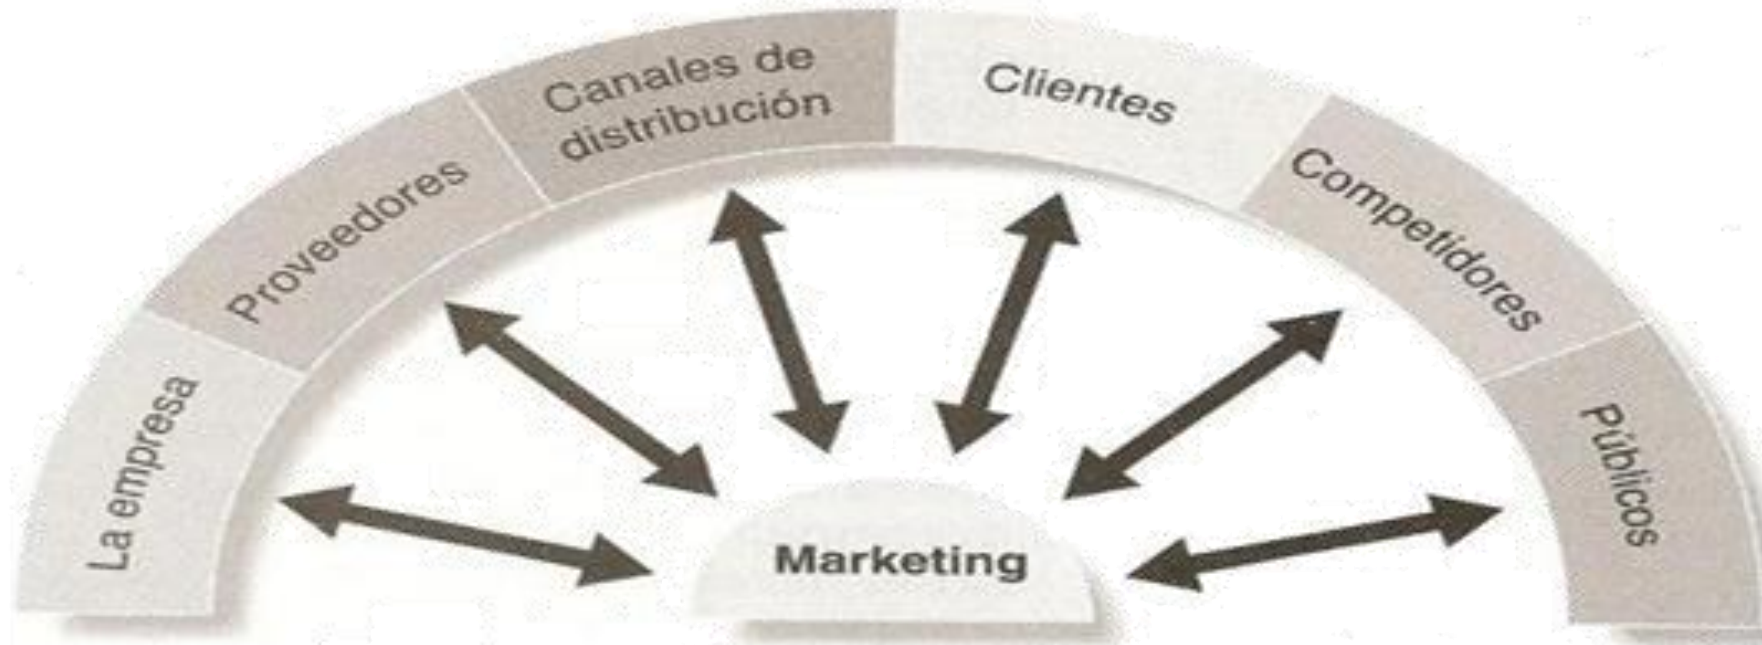 La empresa
Proveedores
Canales de
distribución
Clientes
Competidores
Públicos
Marketing